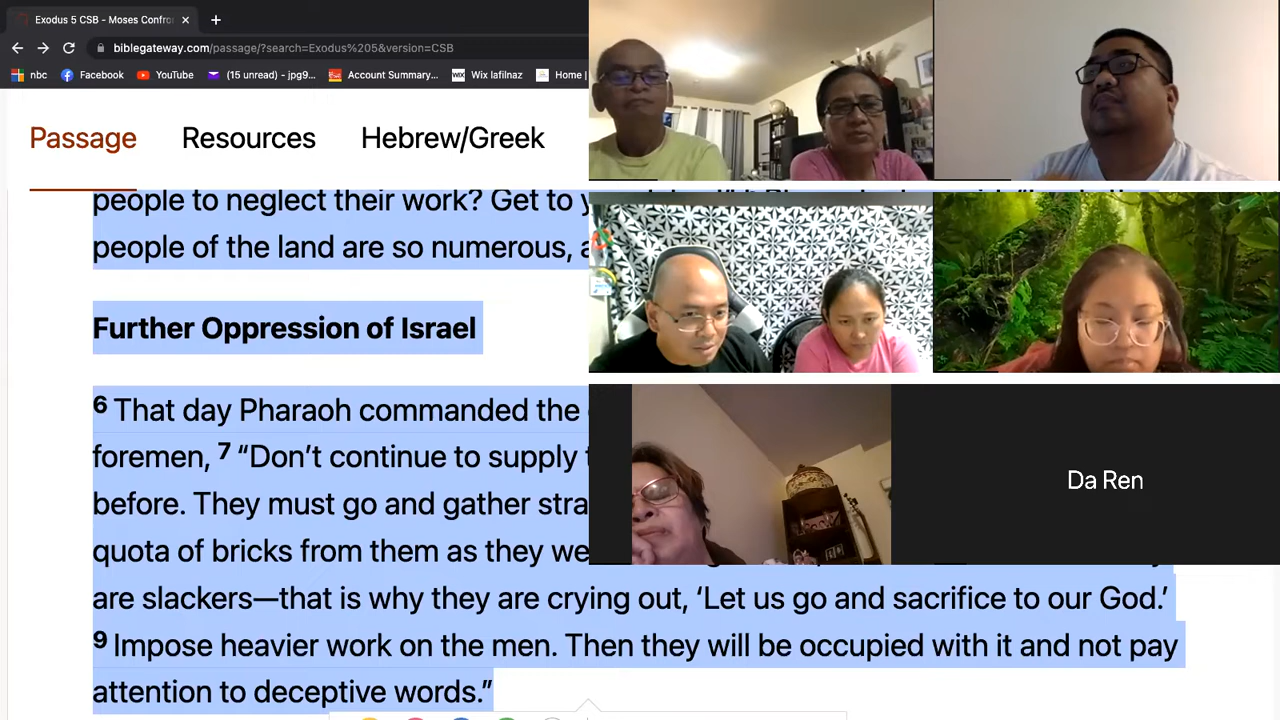 Exodus 5 CSB - Moses Confro
biblegateway.com/passage/?search=Exodus%205&version=CSB
nbc Facebook YouTube (15 unread) - jpg9... Account Summary... Wix lafilnaz Home |
Passage Resources Hebrew/Greek
people to neglect their work? Get to
people of the land are so numerous,
Further Oppression of Israel
6 That day Pharaoh commanded the
foremen, 7 “Don’t continue to supply
before. They must go and gather
quota of bricks from them as they
are slackers—that is why they are crying out, ‘Let us go and sacrifice to our God.’
9 Impose heavier work on the men. Then they will be occupied with it and not pay
attention to deceptive words.”
Da Ren